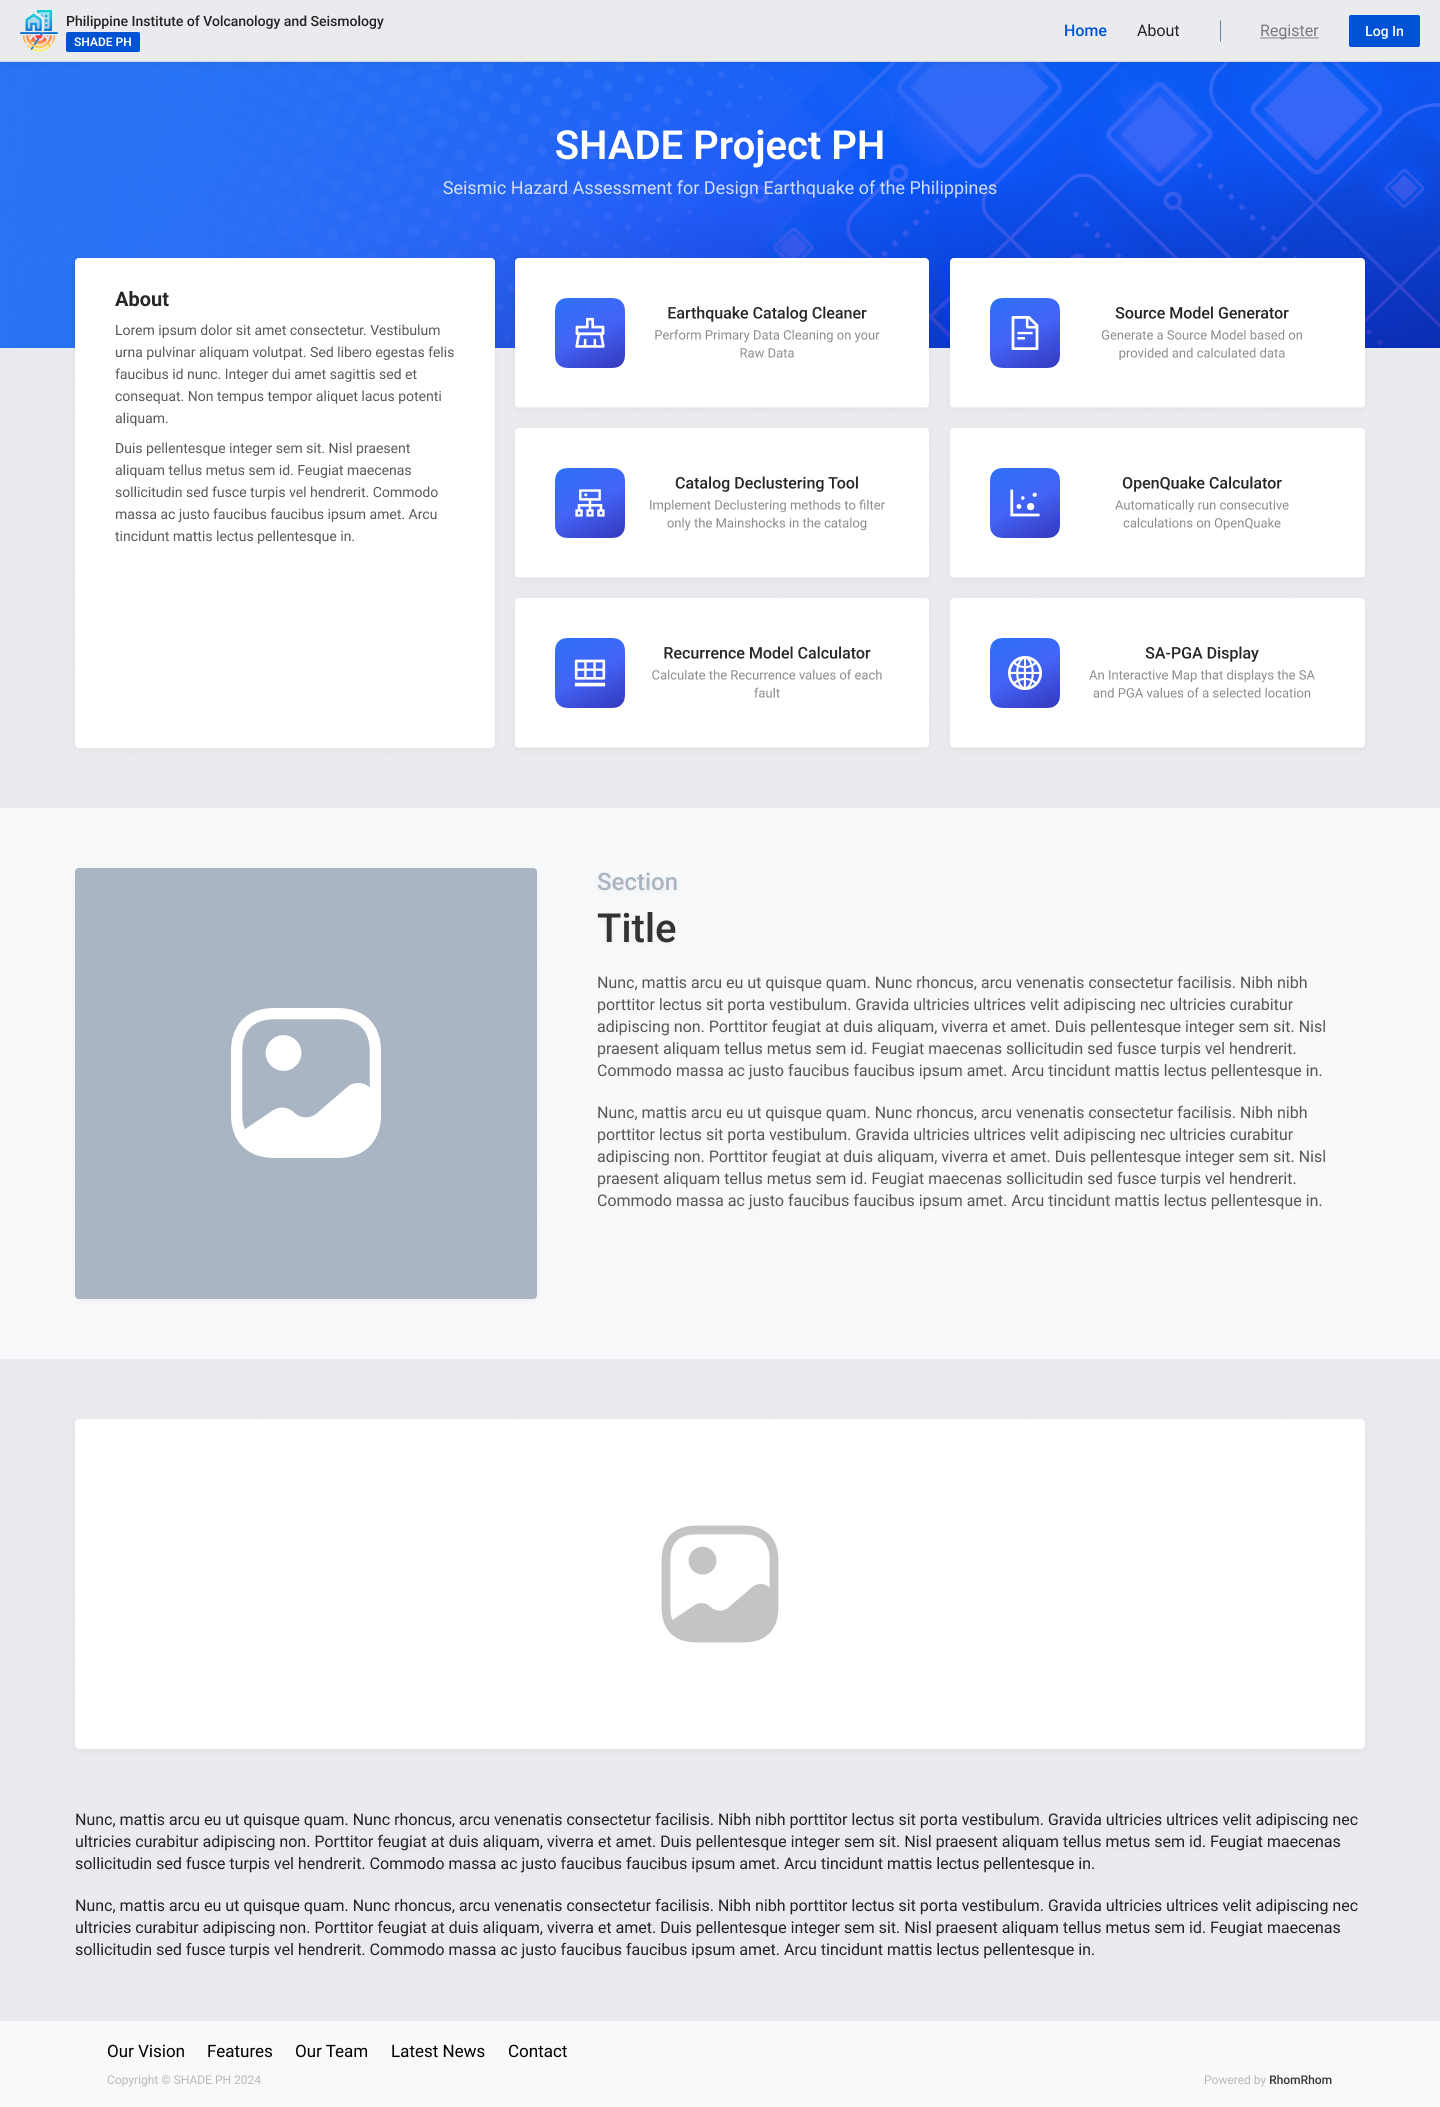 Philippine Institute of Volcanology and Seismology
SHADE PH
Home
About
Register
Log In
SHADE Project PH
Seismic Hazard Assessment for Design Earthquake of the Philippines
About
Lorem ipsum dolor sit amet consectetur. Vestibulum
urna pulvinar aliquam volutpat. Sed libero egestas felis
faucibus id nunc. Integer dui amet sagittis sed et
consequat. Non tempus tempor aliquet lacus potenti
aliquam.
Duis pellentesque integer sem sit. Nisl praesent
aliquam tellus metus sem id. Feugiat maecenas
sollicitudin sed fusce turpis vel hendrerit. Commodo
massa ac justo faucibus faucibus ipsum amet. Arcu
tincidunt mattis lectus pellentesque in.
Earthquake Catalog Cleaner
Perform Primary Data Cleaning on your
Raw Data
Source Model Generator
Generate a Source Model based on
provided and calculated data
Catalog Declustering Tool
Implement Declustering methods to filter
only the Mainshocks in the catalog
OpenQuake Calculator
Automatically run consecutive
calculations on OpenQuake
Recurrence Model Calculator
Calculate the Recurrence values of each
fault
SA-PGA Display
An Interactive Map that displays the SA
and PGA values of a selected location
Section
Title
Nunc, mattis arcu eu ut quisque quam. Nunc rhoncus, arcu venenatis consectetur facilisis. Nibh nibh
porttitor lectus sit porta vestibulum. Gravida ultricies ultrices velit adipiscing nec ultricies curabitur
adipiscing non. Porttitor feugiat at duis aliquam, viverra et amet. Duis pellentesque integer sem sit. Nisl
praesent aliquam tellus metus sem id. Feugiat maecenas sollicitudin sed fusce turpis vel hendrerit.
Commodo massa ac justo faucibus faucibus ipsum amet. Arcu tincidunt mattis lectus pellentesque in.
Nunc, mattis arcu eu ut quisque quam. Nunc rhoncus, arcu venenatis consectetur facilisis. Nibh nibh
porttitor lectus sit porta vestibulum. Gravida ultricies ultrices velit adipiscing nec ultricies curabitur
adipiscing non. Porttitor feugiat at duis aliquam, viverra et amet. Duis pellentesque integer sem sit. Nisl
praesent aliquam tellus metus sem id. Feugiat maecenas sollicitudin sed fusce turpis vel hendrerit.
Commodo massa ac justo faucibus faucibus ipsum amet. Arcu tincidunt mattis lectus pellentesque in.
Nunc, mattis arcu eu ut quisque quam. Nunc rhoncus, arcu venenatis consectetur facilisis. Nibh nibh porttitor lectus sit porta vestibulum. Gravida ultricies ultrices velit adipiscing nec
ultricies curabitur adipiscing non. Porttitor feugiat at duis aliquam, viverra et amet. Duis pellentesque integer sem sit. Nisl praesent aliquam tellus metus sem id. Feugiat maecenas
sollicitudin sed fusce turpis vel hendrerit. Commodo massa ac justo faucibus faucibus ipsum amet. Arcu tincidunt mattis lectus pellentesque in.
Nunc, mattis arcu eu ut quisque quam. Nunc rhoncus, arcu venenatis consectetur facilisis. Nibh nibh porttitor lectus sit porta vestibulum. Gravida ultricies ultrices velit adipiscing nec
ultricies curabitur adipiscing non. Porttitor feugiat at duis aliquam, viverra et amet. Duis pellentesque integer sem sit. Nisl praesent aliquam tellus metus sem id. Feugiat maecenas
sollicitudin sed fusce turpis vel hendrerit. Commodo massa ac justo faucibus faucibus ipsum amet. Arcu tincidunt mattis lectus pellentesque in.
Our Vision
Features
Our Team
Latest News
Contact
Copyright © SHADE PH 2024
Powered by RhomRhom